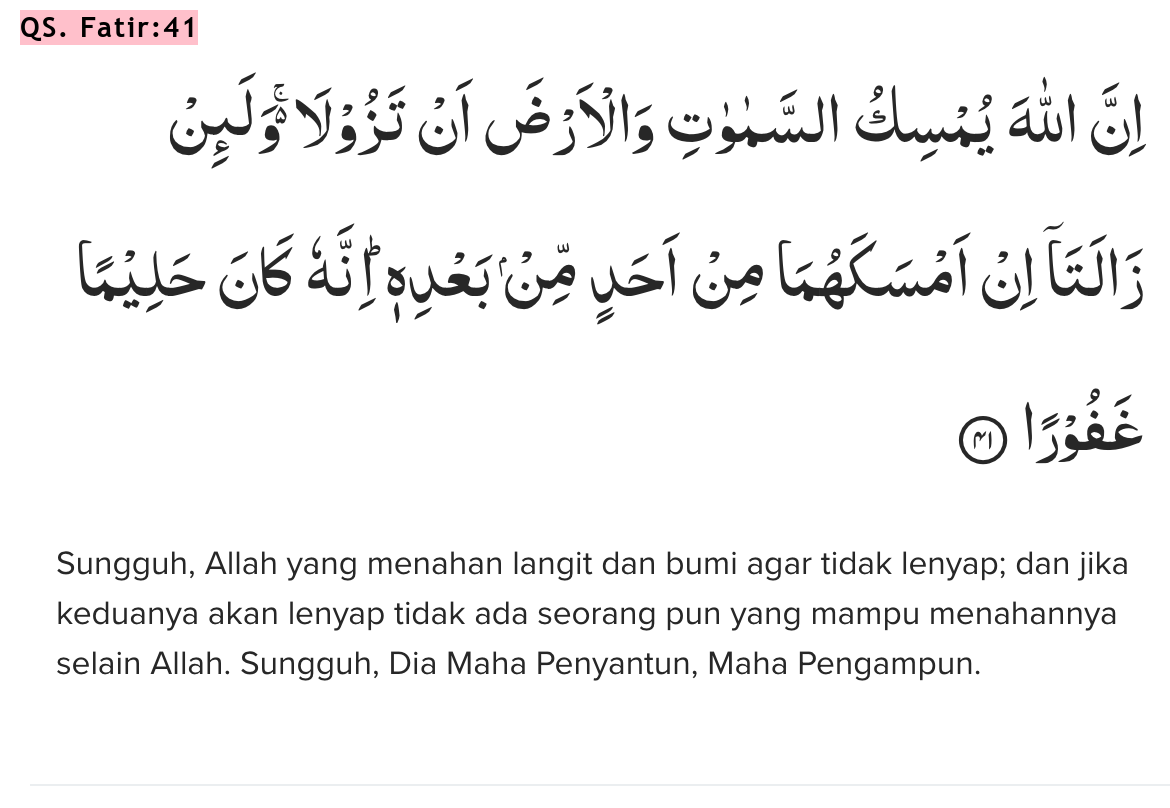 QS. Fatir:41
اِنَّ اللّٰهَ يُمْسِكُ السَّمٰوٰتِ وَالْاَرْضَ اَنْ تَزُوْلَا ەۚ وَلَىِٕنْ
زَالَتَآ اِنْ اَمْسَكَهُمَا مِنْ اَحَدٍ مِّنْۢ بَعْدِهٖ ۗاِنَّهٗ كَانَ حَلِيْمًا
غَفُوْرًا ٤١
Sungguh, Allah yang menahan langit dan bumi agar tidak lenyap; dan jika
keduanya akan lenyap tidak ada seorang pun yang mampu menahannya
selain Allah. Sungguh, Dia Maha Penyantun, Maha Pengampun.